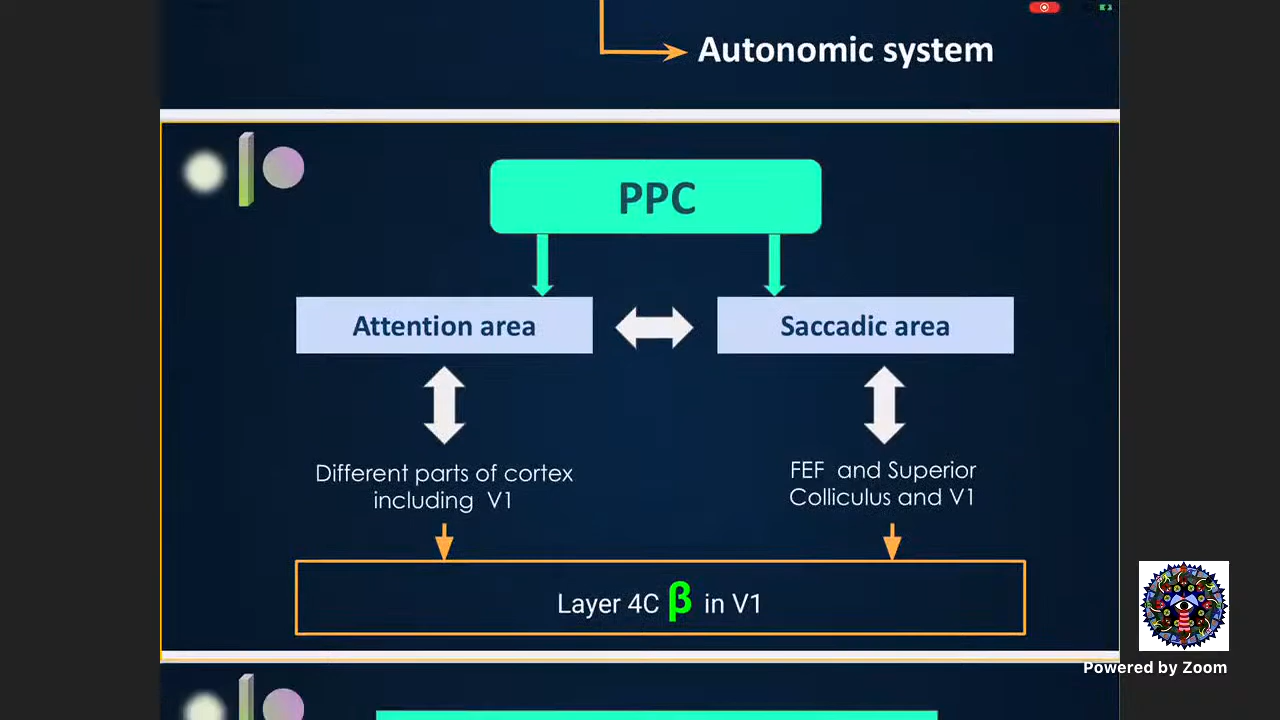 Autonomic system
PPC
Attention area
Saccadic area
Different parts of cortex
including V1
FEF and Superior
Colliculus and V1
Layer 4C β in V1
Powered by Zoom